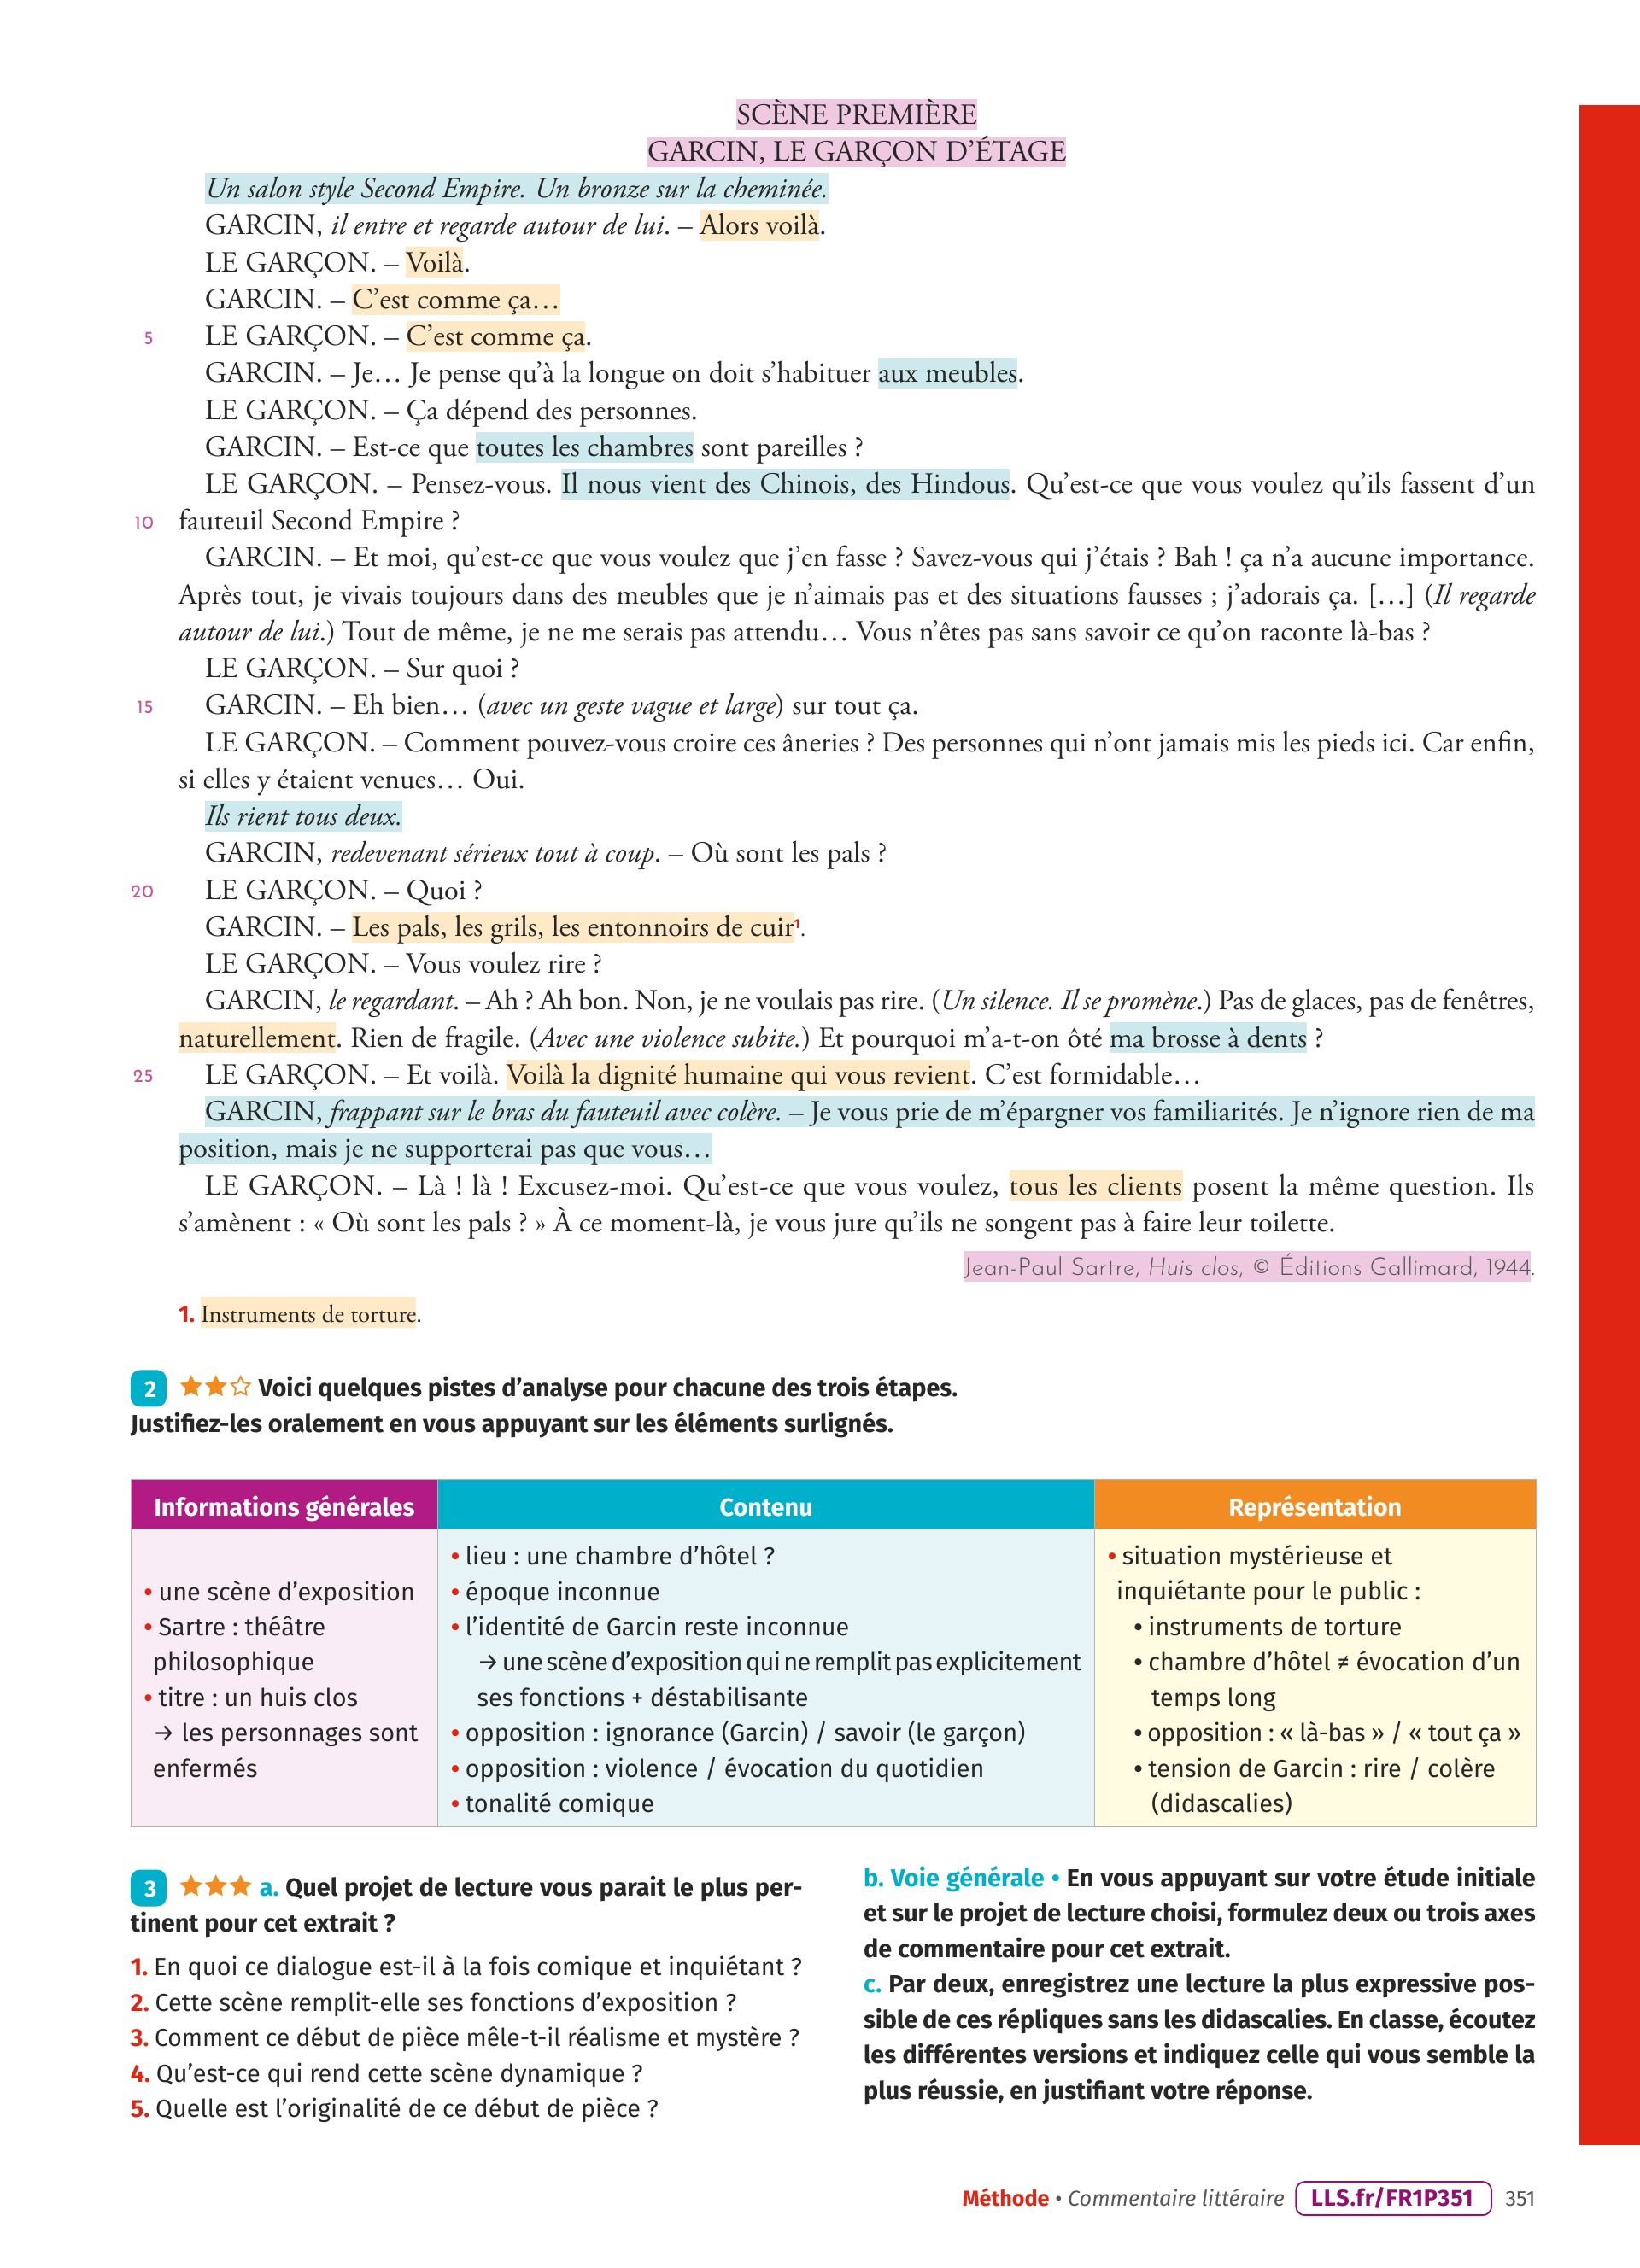 SCÈNE PREMIÈRE
GARCIN, LE GARÇON D'ÉTAGE
Un salon style Second Empire. Un bronze sur la cheminée.
GARCIN, il entre et regarde autour de lui. – Alors voilà.
LE GARÇON. – Voilà.
GARCIN. – C'est comme ça…
5 LE GARÇON. – C'est comme ça.
GARCIN. – Je… Je pense qu'à la longue on doit s'habituer aux meubles.
LE GARÇON. – Ça dépend des personnes.
GARCIN. – Est-ce que toutes les chambres sont pareilles ?
LE GARÇON. – Pensez-vous. Il nous vient des Chinois, des Hindous. Qu'est-ce que vous voulez qu'ils fassent d'un
10 fauteuil Second Empire ?
GARCIN. – Et moi, qu'est-ce que vous voulez que j'en fasse ? Savez-vous qui j'étais ? Bah ! ça n'a aucune importance.
Après tout, je vivais toujours dans des meubles que je n'aimais pas et des situations fausses ; j'adorais ça. […] (Il regarde
autour de lui.) Tout de même, je ne me serais pas attendu… Vous n'êtes pas sans savoir ce qu'on raconte là-bas ?
LE GARÇON. – Sur quoi ?
15 GARCIN. – Eh bien… (avec un geste vague et large) sur tout ça.
LE GARÇON. – Comment pouvez-vous croire ces âneries ? Des personnes qui n'ont jamais mis les pieds ici. Car enfin,
si elles y étaient venues… Oui.
Ils rient tous deux.
GARCIN, redevenant sérieux tout à coup. – Où sont les pals ?
20 LE GARÇON. – Quoi ?
GARCIN. – Les pals, les grils, les entonnoirs de cuir¹.
LE GARÇON. – Vous voulez rire ?
GARCIN, le regardant. – Ah ? Ah bon. Non, je ne voulais pas rire. (Un silence. Il se promène.) Pas de glaces, pas de fenêtres,
naturellement. Rien de fragile. (Avec une violence subite.) Et pourquoi m'a-t-on ôté ma brosse à dents ?
25 LE GARÇON. – Et voilà. Voilà la dignité humaine qui vous revient. C'est formidable…
GARCIN, frappant sur le bras du fauteuil avec colère. – Je vous prie de m'épargner vos familiarités. Je n'ignore rien de ma
position, mais je ne supporterai pas que vous…
LE GARÇON. – Là ! là ! Excusez-moi. Qu'est-ce que vous voulez, tous les clients posent la même question. Ils
s'amènent : « Où sont les pals ? » À ce moment-là, je vous jure qu'ils ne songent pas à faire leur toilette.
Jean-Paul Sartre, Huis clos, © Éditions Gallimard, 1944.
1. Instruments de torture.
2 ★★☆ Voici quelques pistes d'analyse pour chacune des trois étapes.
Justifiez-les oralement en vous appuyant sur les éléments surlignés.
Informations générales
• une scène d'exposition
• Sartre : théâtre
philosophique
• titre : un huis clos
→ les personnages sont
enfermés
Contenu
• lieu : une chambre d'hôtel ?
• époque inconnue
• l'identité de Garcin reste inconnue
→ une scène d'exposition qui ne remplit pas explicitement
ses fonctions + déstabilisante
• opposition : ignorance (Garcin) / savoir (le garçon)
• opposition : violence / évocation du quotidien
• tonalité comique
Représentation
• situation mystérieuse et
inquiétante pour le public :
• instruments de torture
• chambre d'hôtel ≠ évocation d'un
temps long
• opposition : « là-bas » / « tout ça »
• tension de Garcin : rire / colère
(didascalies)
3 ★★★ a. Quel projet de lecture vous parait le plus per-
tinent pour cet extrait ?
1. En quoi ce dialogue est-il à la fois comique et inquiétant ?
2. Cette scène remplit-elle ses fonctions d'exposition ?
3. Comment ce début de pièce mêle-t-il réalisme et mystère ?
4. Qu'est-ce qui rend cette scène dynamique ?
5. Quelle est l'originalité de ce début de pièce ?
b. Voie générale • En vous appuyant sur votre étude initiale
et sur le projet de lecture choisi, formulez deux ou trois axes
de commentaire pour cet extrait.
c. Par deux, enregistrez une lecture la plus expressive pos-
sible de ces répliques sans les didascalies. En classe, écoutez
les différentes versions et indiquez celle qui vous semble la
plus réussie, en justifiant votre réponse.
Méthode • Commentaire littéraire LLS.fr/FR1P351 351